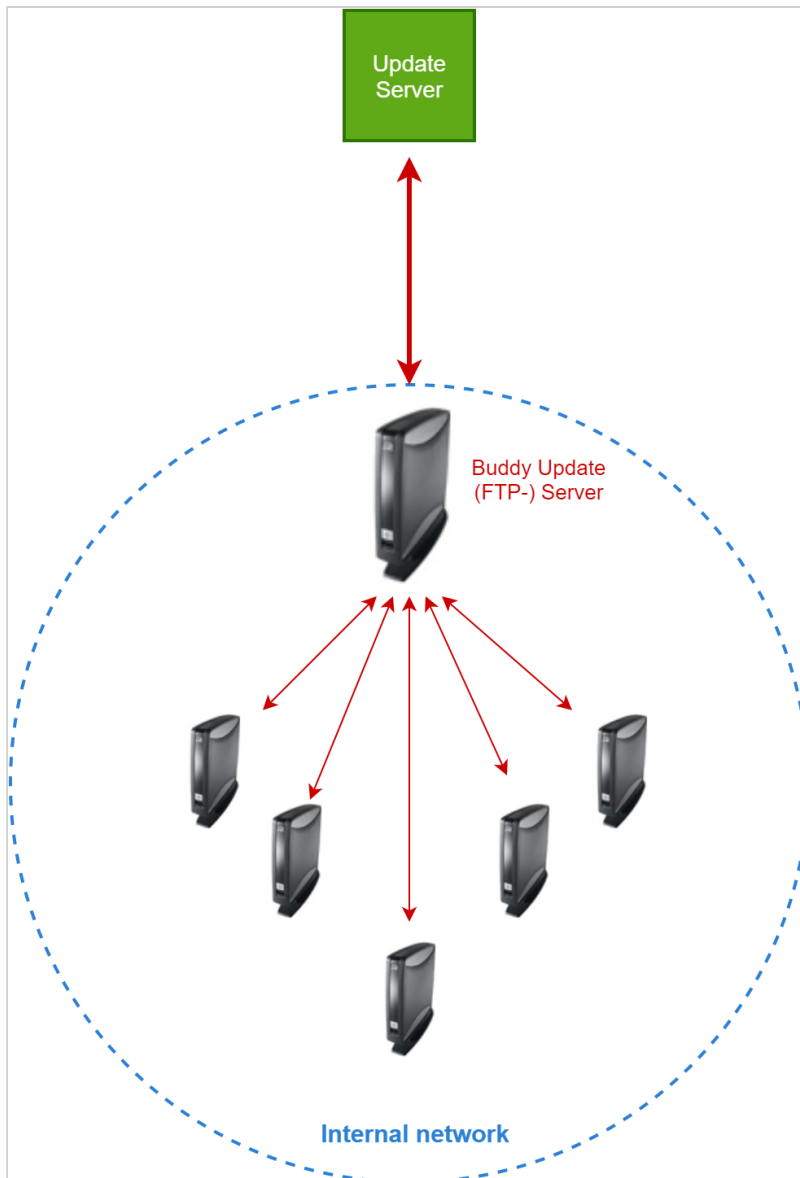 Update
Server
Buddy Update
(FTP-) Server
Internal network